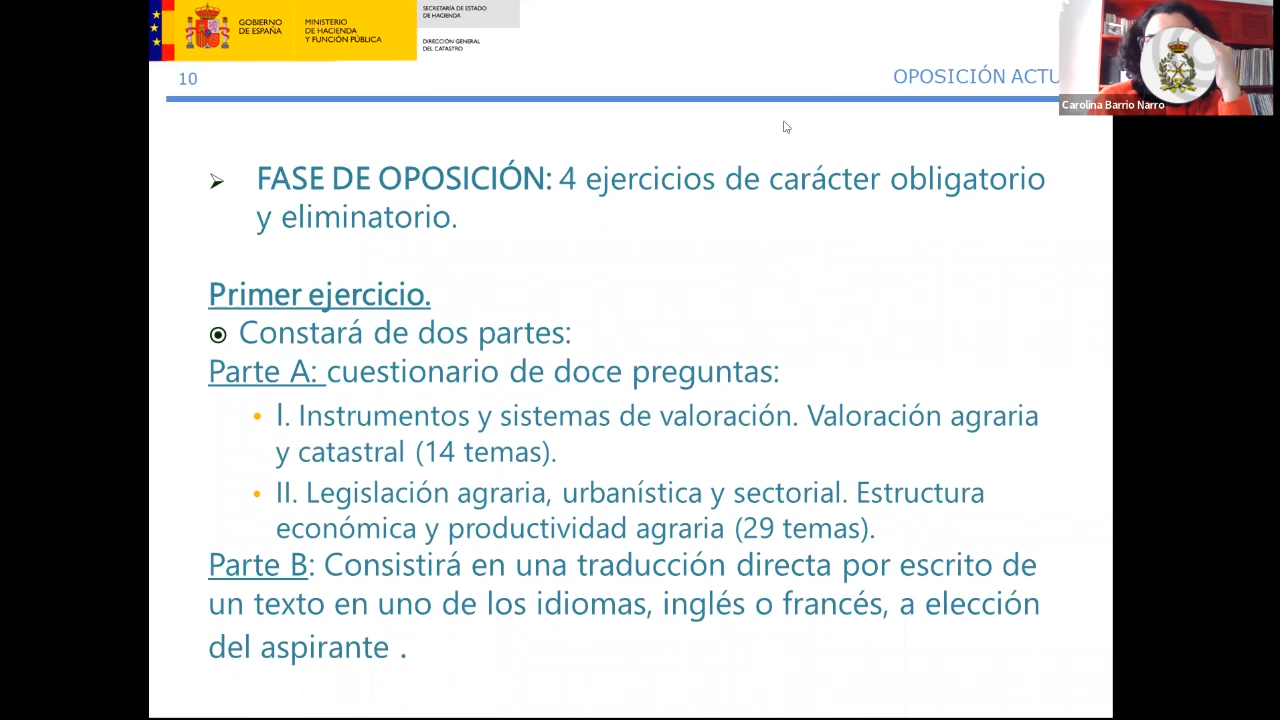 GOBIERNO
DE ESPAÑA
MINISTERIO
DE HACIENDA
Y FUNCIÓN PÚBLICA
SECRETARÍA DE ESTADO
DE HACIENDA
DIRECCIÓN GENERAL
DEL CATASTRO
10
OPOSICIÓN ACTU
Carolina Barrio Narro
FASE DE OPOSICIÓN: 4 ejercicios de carácter obligatorio
y eliminatorio.
Primer ejercicio.
Constará de dos partes:
Parte A: cuestionario de doce preguntas:
• I. Instrumentos y sistemas de valoración. Valoración agraria
y catastral (14 temas).
• II. Legislación agraria, urbanística y sectorial. Estructura
económica y productividad agraria (29 temas).
Parte B: Consistirá en una traducción directa por escrito de
un texto en uno de los idiomas, inglés o francés, a elección
del aspirante .